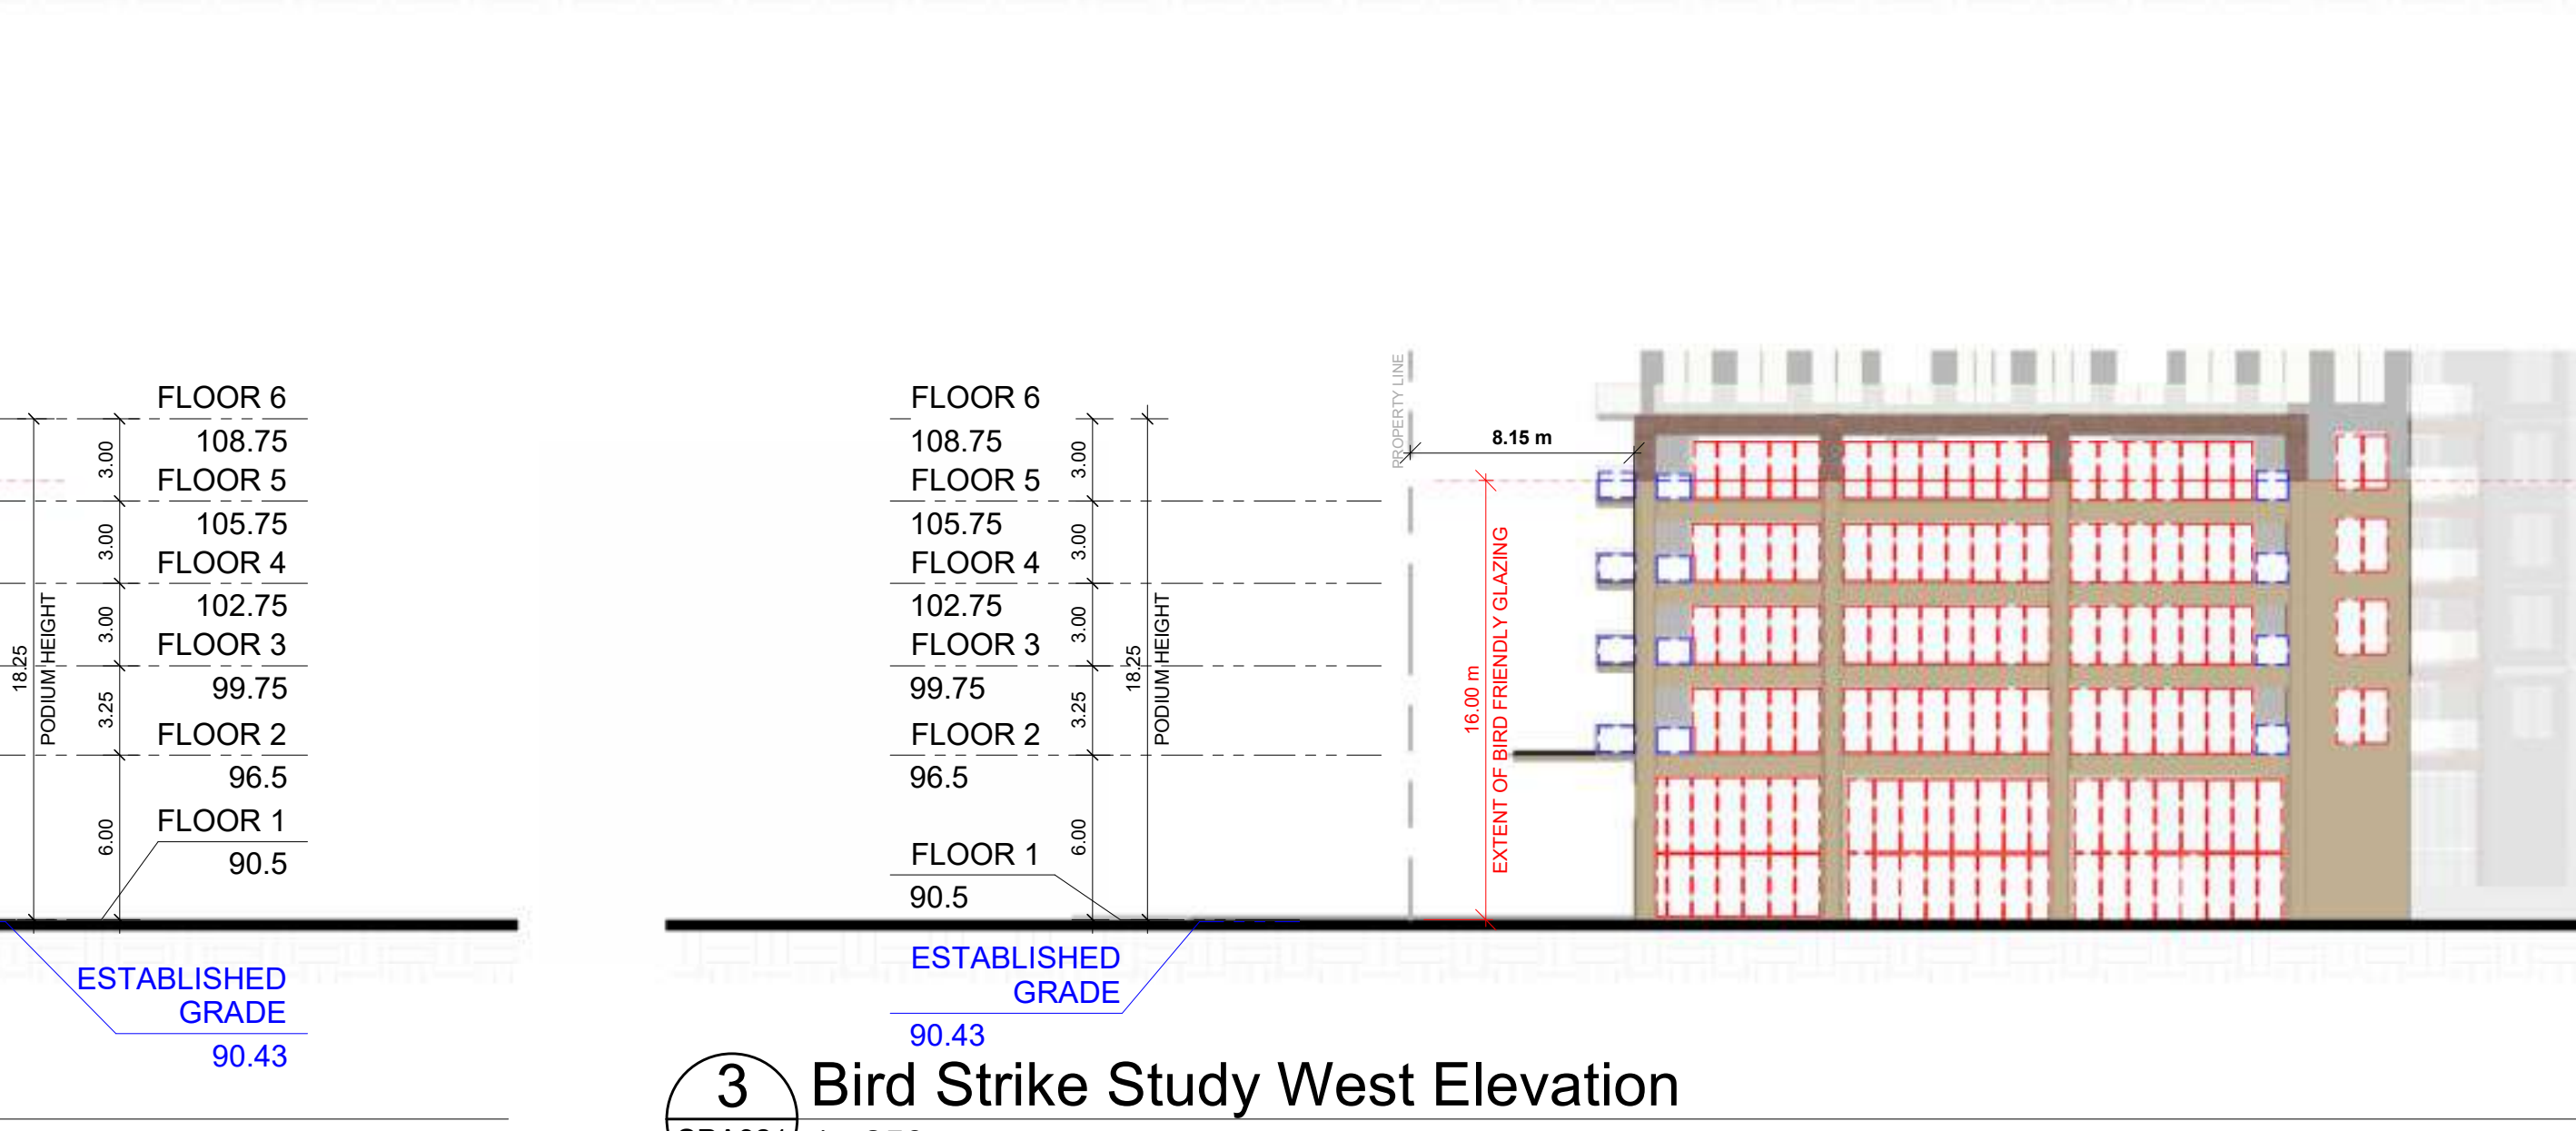 FLOOR 6
108.75
FLOOR 5
105.75
FLOOR 4
102.75
FLOOR 3
99.75
FLOOR 2
96.5
FLOOR 1
90.5
3.00
3.00
3.00
3.25
6.00
18.25
PODIUM HEIGHT
ESTABLISHED
GRADE
90.43
FLOOR 6
108.75
FLOOR 5
105.75
FLOOR 4
102.75
FLOOR 3
99.75
FLOOR 2
96.5
FLOOR 1
90.5
3.00
3.00
3.00
3.25
6.00
18.25
PODIUM HEIGHT
ESTABLISHED
GRADE
90.43
PROPERTY LINE
8.15 m
16.00 m
EXTENT OF BIRD FRIENDLY GLAZING
3
Bird Strike Study West Elevation